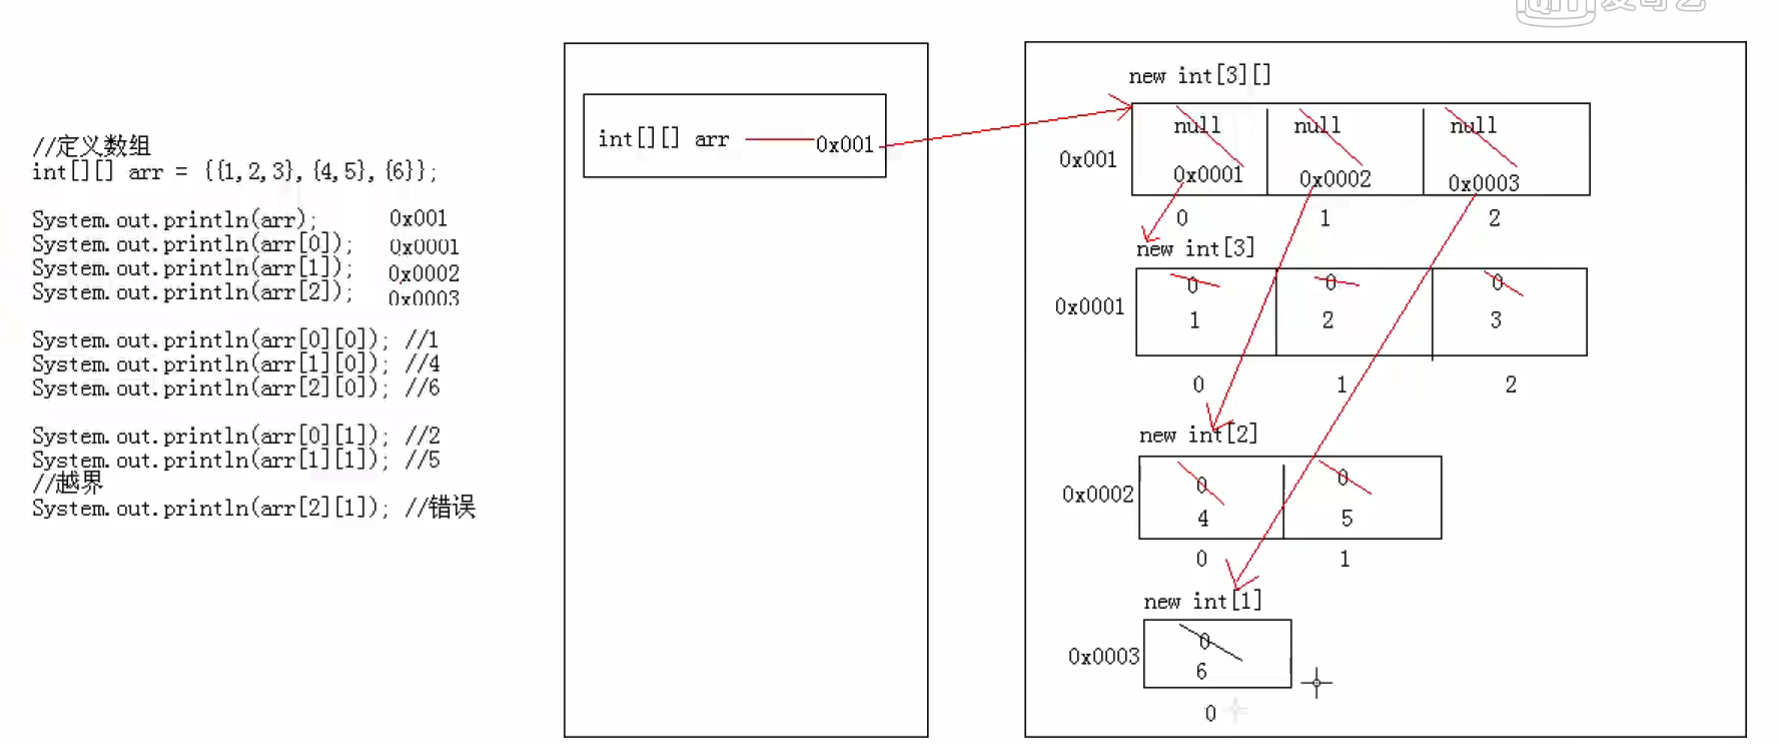 //定义数组
int[][] arr = {{1,2,3},{4,5},{6}};
System.out.println(arr); 0x001
System.out.println(arr[0]); 0x0001
System.out.println(arr[1]); 0x0002
System.out.println(arr[2]); 0x0003
System.out.println(arr[0][0]); //1
System.out.println(arr[1][0]); //4
System.out.println(arr[2][0]); //6
System.out.println(arr[0][1]); //2
System.out.println(arr[1][1]); //5
//越界
System.out.println(arr[2][1]); //错误
int[][] arr 0x001
new int[3][]
null null null
0x001
0x0001 0x0002 0x0003
0 1 2
new int[3]
0 0 0
0x0001
1 2 3
0 1 2
new int[2]
0 0
0x0002
4 5
0 1
new int[1]
0
0x0003
6
0